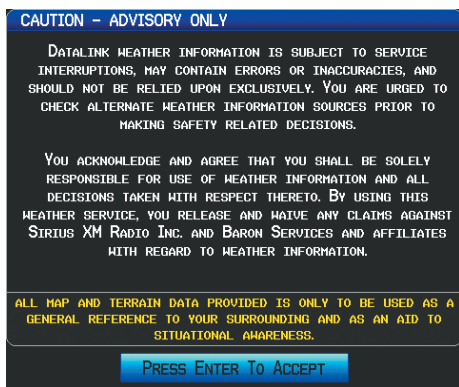 CAUTION – ADVISORY ONLY
DATALINK WEATHER INFORMATION IS SUBJECT TO SERVICE
INTERRUPTIONS, MAY CONTAIN ERRORS OR INACCURACIES, AND
SHOULD NOT BE RELIED UPON EXCLUSIVELY. YOU ARE URGED TO
CHECK ALTERNATE WEATHER INFORMATION SOURCES PRIOR TO
MAKING SAFETY RELATED DECISIONS.
YOU ACKNOWLEDGE AND AGREE THAT YOU SHALL BE SOLELY
RESPONSIBLE FOR USE OF WEATHER INFORMATION AND ALL
DECISIONS TAKEN WITH RESPECT THERETO. BY USING THIS
WEATHER SERVICE, YOU RELEASE AND WAIVE ANY CLAIMS AGAINST
SIRIUS XM RADIO INC. AND BARON SERVICES AND AFFILIATES
WITH REGARD TO WEATHER INFORMATION.
ALL MAP AND TERRAIN DATA PROVIDED IS ONLY TO BE USED AS A
GENERAL REFERENCE TO YOUR SURROUNDING AND AS AN AID TO
SITUATIONAL AWARENESS.
PRESS ENTER TO ACCEPT